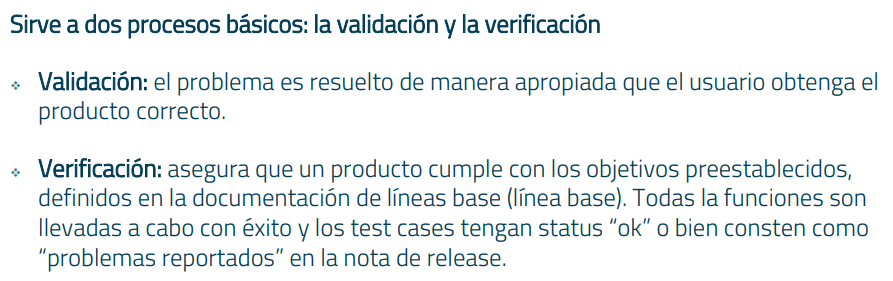 Sirve a dos procesos básicos: la validación y la verificación
Validación: el problema es resuelto de manera apropiada que el usuario obtenga el
producto correcto.
Verificación: asegura que un producto cumple con los objetivos preestablecidos,
definidos en la documentación de líneas base (línea base). Todas la funciones son
llevadas a cabo con éxito y los test cases tengan status “ok” o bien consten como
“problemas reportados” en la nota de release.